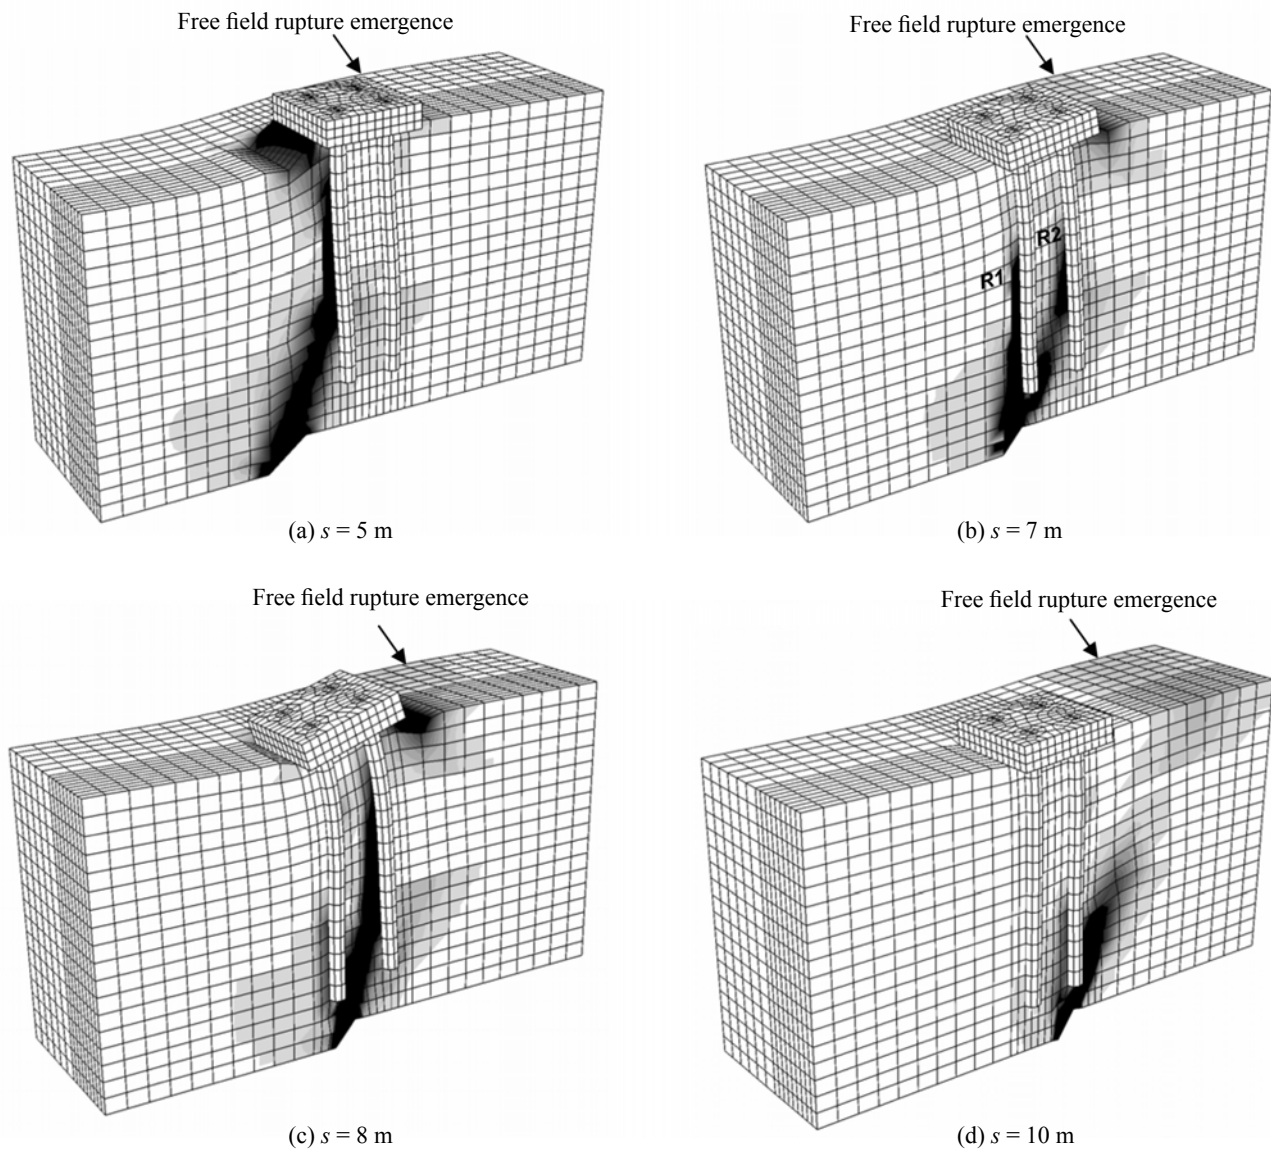 Free field rupture emergence
Free field rupture emergence
R1
R2
(a) s = 5 m
(b) s = 7 m
Free field rupture emergence
Free field rupture emergence
(c) s = 8 m
(d) s = 10 m